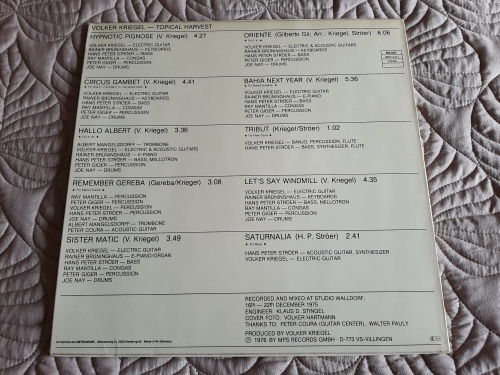 VOLKER KRIEGEL — TOPICAL HARVEST
HYPNOTIC PIGNOSE (V. Kriegel) 4.27
VOLKER KRIEGEL — ELECTRIC GUITAR
RAINER BRÜNINGHAUS — KEYBOARDS
HANS PETER STRÖER — BASS
RAY MANTILLA — CONGAS
PETER GIGER — PERCUSSION
JOE NAY — DRUMS
CIRCUS GAMBET (V. Kriegel) 4.41
VOLKER KRIEGEL — ELECTRIC GUITAR
RAINER BRÜNINGHAUS — KEYBOARDS
HANS PETER STRÖER — BASS
RAY MANTILLA — CONGAS
PETER GIGER — PERCUSSION
JOE NAY — DRUMS
HALLO ALBERT (V. Kriegel) 3.36
ALBERT MANGELSDORFF — TROMBONE
VOLKER KRIEGEL — ELECTRIC & ACOUSTIC GUITARS
RAINER BRÜNINGHAUS — E-PIANO
HANS PETER STRÖER — BASS, MELLOTRON
PETER GIGER — PERCUSSION
JOE NAY — DRUMS
REMEMBER GEREBA (Gereba/Kriegel) 3.08
RAY MANTILLA — PERCUSSION
PETER GIGER — PERCUSSION
VOLKER KRIEGEL — PERCUSSION
HANS PETER STRÖER — PERCUSSION
JOE NAY — DRUMS
ALBERT MANGELSDORFF — TROMBONE
PETER COURA — ACOUSTIC GUITAR
SISTER MATIC (V. Kriegel) 3.49
VOLKER KRIEGEL — ELECTRIC GUITAR
RAINER BRÜNINGHAUS — E-PIANO/ORGAN
HANS PETER STRÖER — BASS
RAY MANTILLA — CONGAS
PETER GIGER — PERCUSSION
JOE NAY — DRUMS
ORIENTE (Gilberto Gil; Arr.: Kriegel, Ströer) 6.06
VOLKER KRIEGEL — ELECTRIC & ACOUSTIC GUITARS
RAINER BRÜNINGHAUS — KEYBOARDS
HANS PETER STRÖER — BASS
PETER GIGER — PERCUSSION
RAY MANTILLA — PERCUSSION
JOE NAY — DRUMS
BAHIA NEXT YEAR (V. Kriegel) 5.36
VOLKER KRIEGEL — ELECTRIC GUITAR
RAINER BRÜNINGHAUS — E-PIANO
HANS PETER STRÖER — BASS
RAY MANTILLA — CONGAS
PETER GIGER — PERCUSSION
JOE NAY — DRUMS
TRIBUT (Kriegel/Ströer) 1.02
VOLKER KRIEGEL — BANJO, PERCUSSION, FLUTE
HANS PETER STRÖER — BASS, SYNTHESIZER, FLUTE
LET'S SAY WINDMILL (V. Kriegel) 4.35
VOLKER KRIEGEL — ELECTRIC GUITAR
RAINER BRÜNINGHAUS — KEYBOARDS
HANS PETER STRÖER — BASS, MELLOTRON
RAY MANTILLA — CONGAS
PETER GIGER — PERCUSSION
JOE NAY — DRUMS
SATURNALIA (H. P. Ströer) 2.41
HANS PETER STRÖER — ACOUSTIC GUITAR, SYNTHESIZER
VOLKER KRIEGEL — ELECTRIC GUITAR
RECORDED AND MIXED AT STUDIO WALLDORF,
16th — 22th DECEMBER 1975
ENGINEER KLAUS D. STINGEL
COVER FOTO: VOLKER HARTMANN
THANKS TO: PETER COURA (GUITAR CENTER), WALTER PAULY
PRODUCED BY VOLKER KRIEGEL
℗ 1976 BY MPS RECORDS GMBH · D-773 VS-VILLINGEN